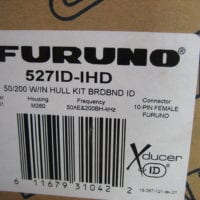 FURUNO
527ID-IHD
50/200 W/IN HULL KIT BRDBND ID
Housing Frequency Connector
M260 50AE&200BH-kHz 10-PIN FEMALE
FURUNO
Xducer
ID
6 11679 31042 2